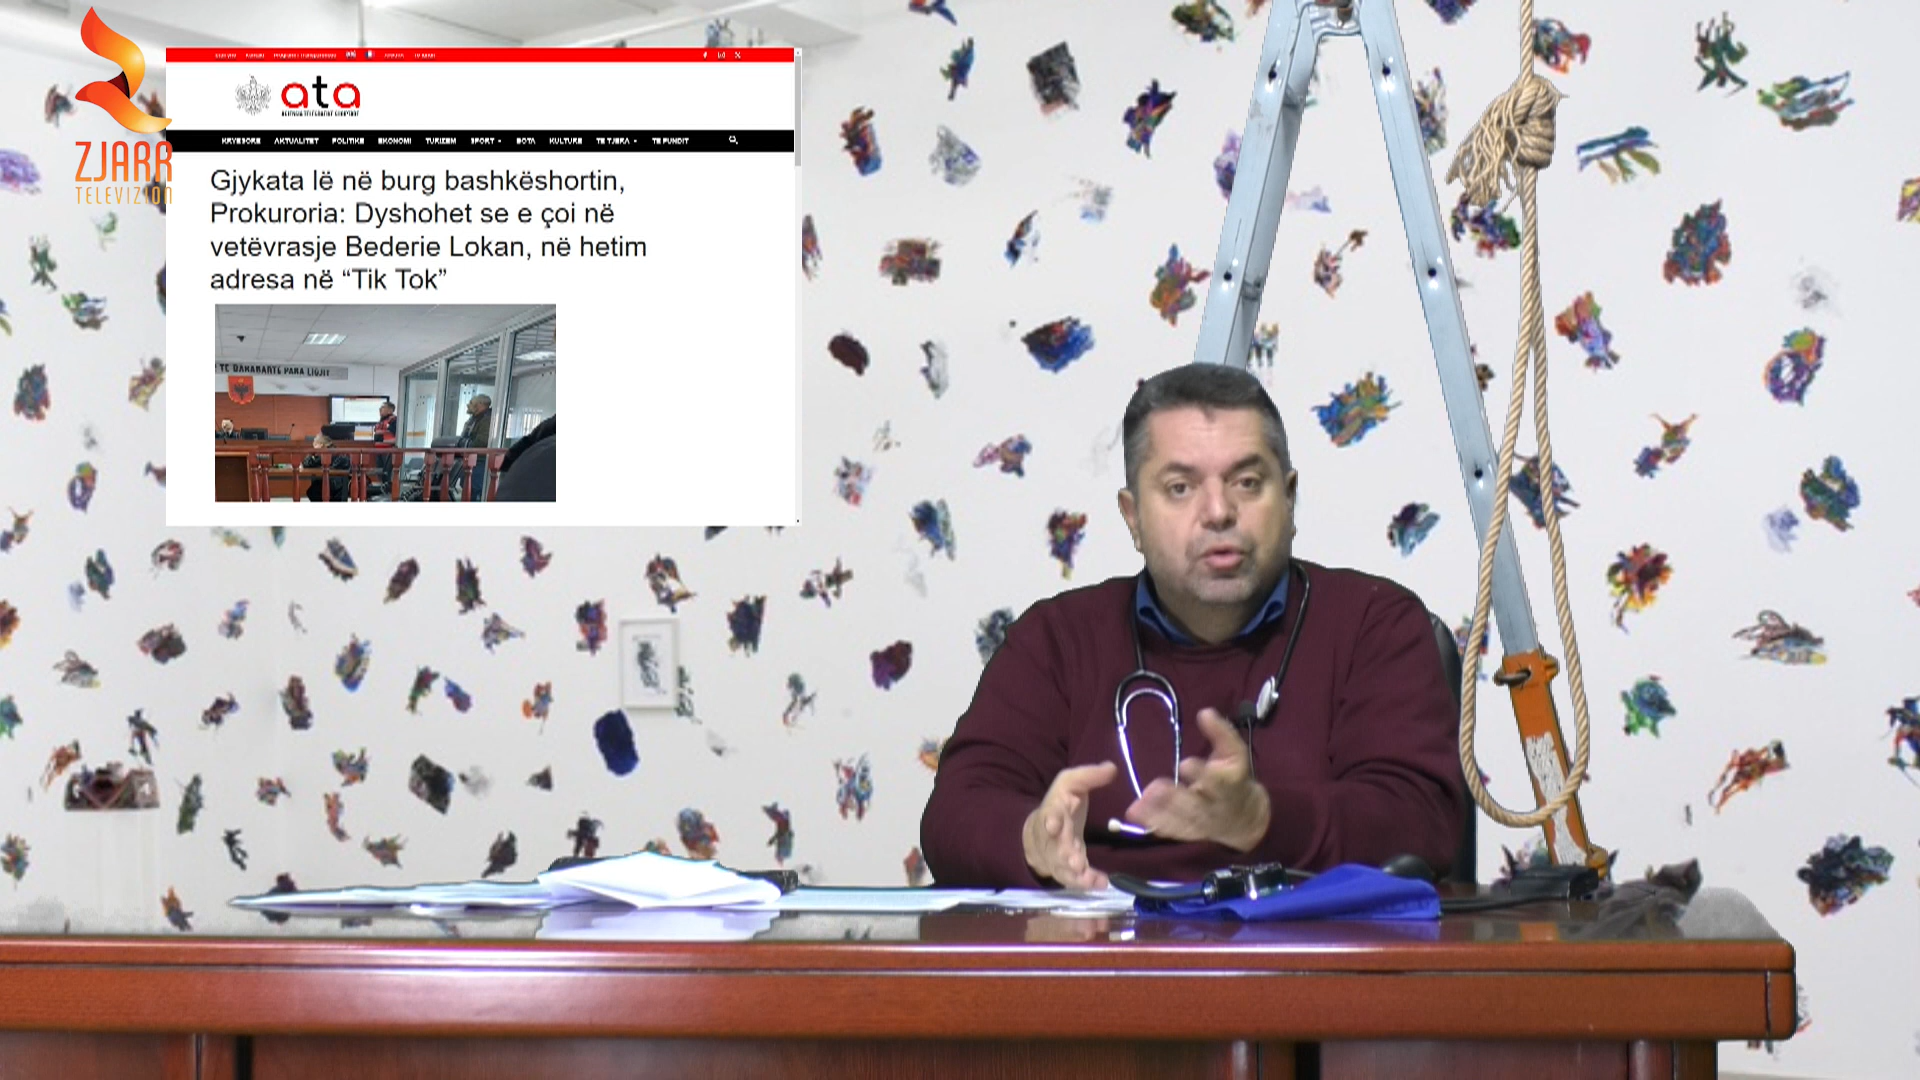 ZJARR
TELEVIZION
ata
KRYESORE AKTUALITET POLITIKE EKONOMI TURIZEM SPORT BOTA KULTURE TE TJERA TE FUNDIT
Gjykata lë në burg bashkëshortin,
Prokuroria: Dyshohet se e çoi në
vetëvrasje Bederie Lokan, në hetim
adresa në “Tik Tok”
TE BARABARTE PARA LIGJIT